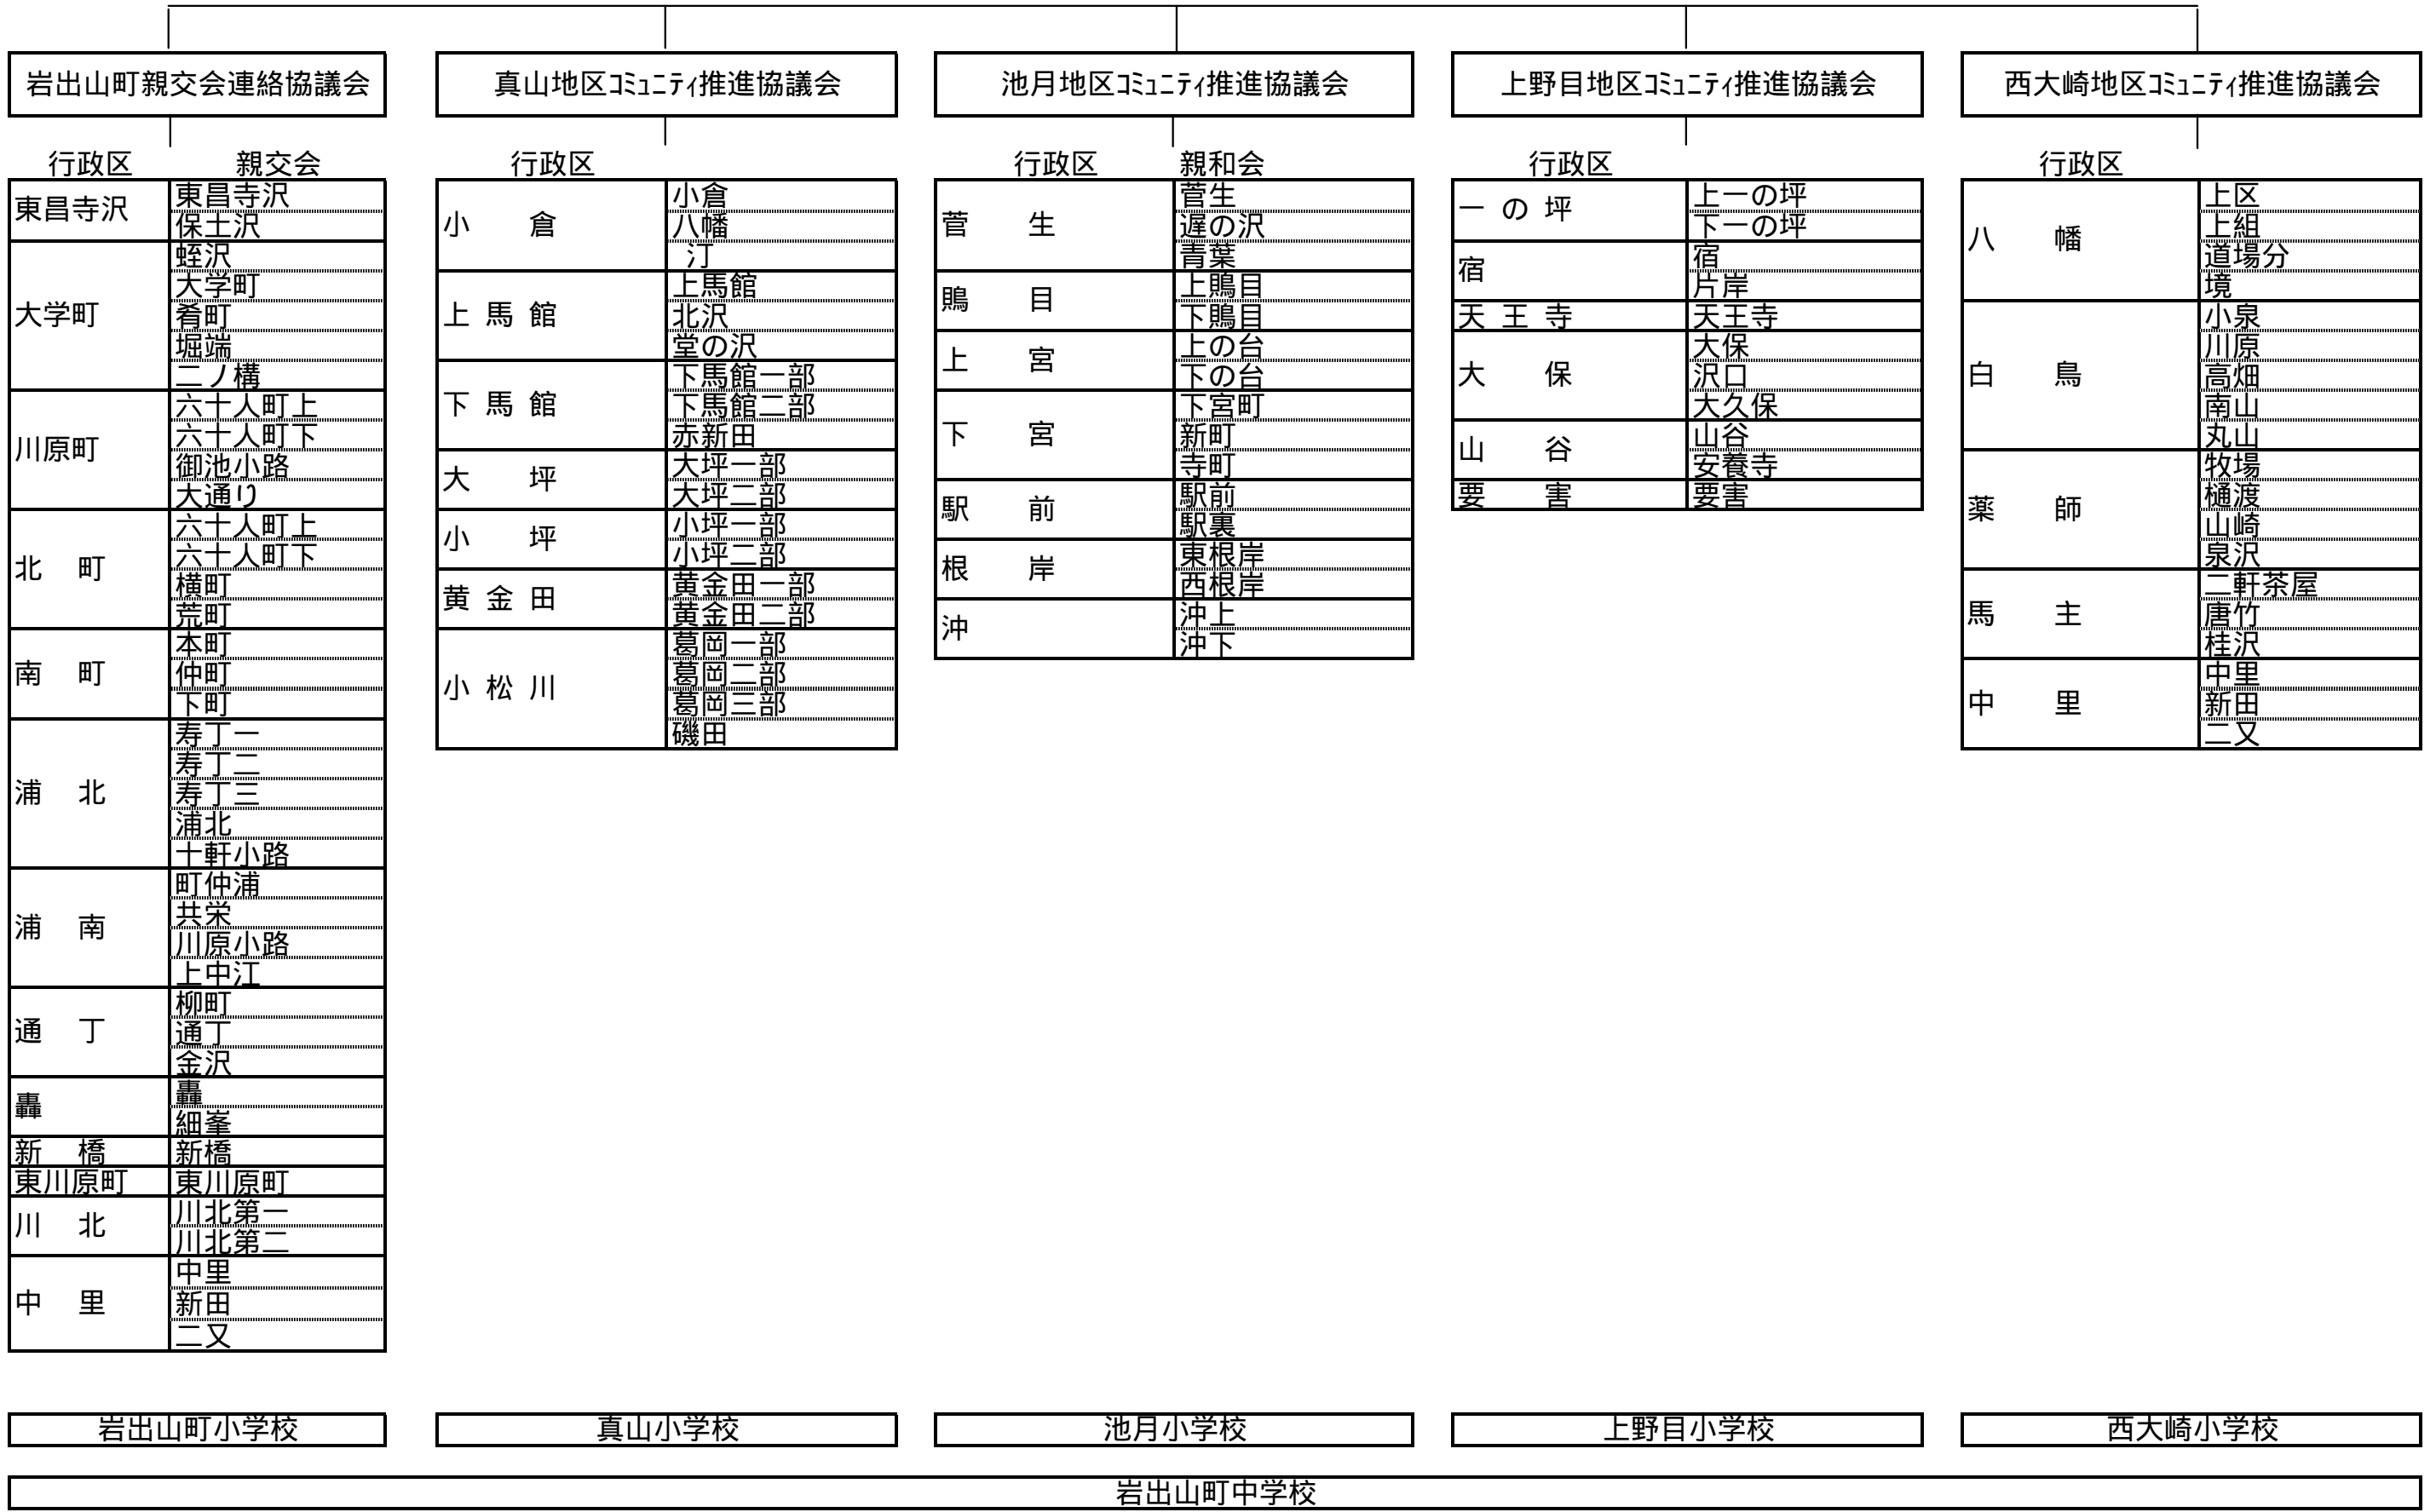 岩出山町親交会連絡協議会
行政区 親交会
東昌寺沢
東昌寺沢
保土沢
大学町
蛭沢
大学町
肴町
堀端
二ノ構
川原町
六十人町上
六十人町下
御池小路
大通り
北 町
六十人町上
六十人町下
横町
荒町
南 町
本町
仲町
下町
浦 北
寿丁一
寿丁二
寿丁三
浦北
十軒小路
浦 南
町仲浦
共栄
川原小路
上中江
通 丁
柳町
通丁
金沢
轟
轟
細峯
新 橋
新橋
東川原町
東川原町
川 北
川北第一
川北第二
中 里
中里
新田
二又
岩出山町小学校
真山地区ｺﾐｭﾆﾃｨ推進協議会
行政区
小 倉
小倉
八幡
汀
上 馬 館
上馬館
北沢
堂の沢
下 馬 館
下馬館一部
下馬館二部
赤新田
大 坪
大坪一部
大坪二部
小 坪
小坪一部
小坪二部
黄 金 田
黄金田一部
黄金田二部
小 松 川
葛岡一部
葛岡二部
葛岡三部
磯田
真山小学校
池月地区ｺﾐｭﾆﾃｨ推進協議会
行政区 親和会
菅 生
菅生
遅の沢
青葉
鵙 目
上鵙目
下鵙目
上 宮
上の台
下の台
下 宮
下宮町
新町
寺町
駅 前
駅前
駅裏
根 岸
東根岸
西根岸
沖
沖上
沖下
池月小学校
上野目地区ｺﾐｭﾆﾃｨ推進協議会
行政区
一 の 坪
上一の坪
下一の坪
宿
宿
片岸
天 王 寺
天王寺
大 保
大保
沢口
大久保
山 谷
山谷
安養寺
要 害
要害
上野目小学校
西大崎地区ｺﾐｭﾆﾃｨ推進協議会
行政区
八 幡
上区
上組
道場分
境
白 鳥
小泉
川原
高畑
南山
丸山
薬 師
牧場
樋渡
山崎
泉沢
馬 主
二軒茶屋
唐竹
桂沢
中 里
中里
新田
二又
西大崎小学校
岩出山町中学校